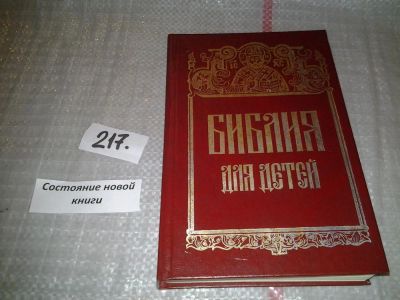 217.
Состояние новой
книги
БИБЛИЯ
ДЛЯ ДЕТЕЙ